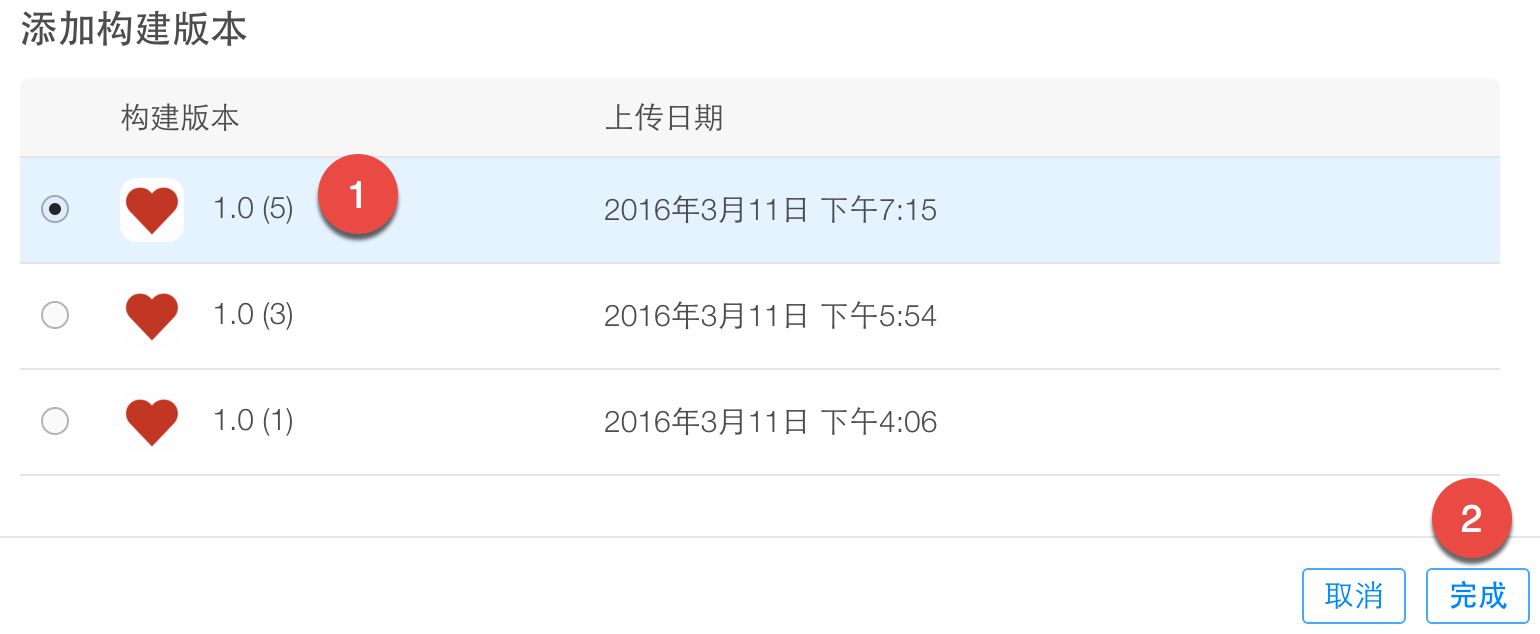 添加构建版本
构建版本 上传日期
1.0 (5) 1 2016年3月11日 下午7:15
1.0 (3) 2016年3月11日 下午5:54
1.0 (1) 2016年3月11日 下午4:06
2
取消 完成